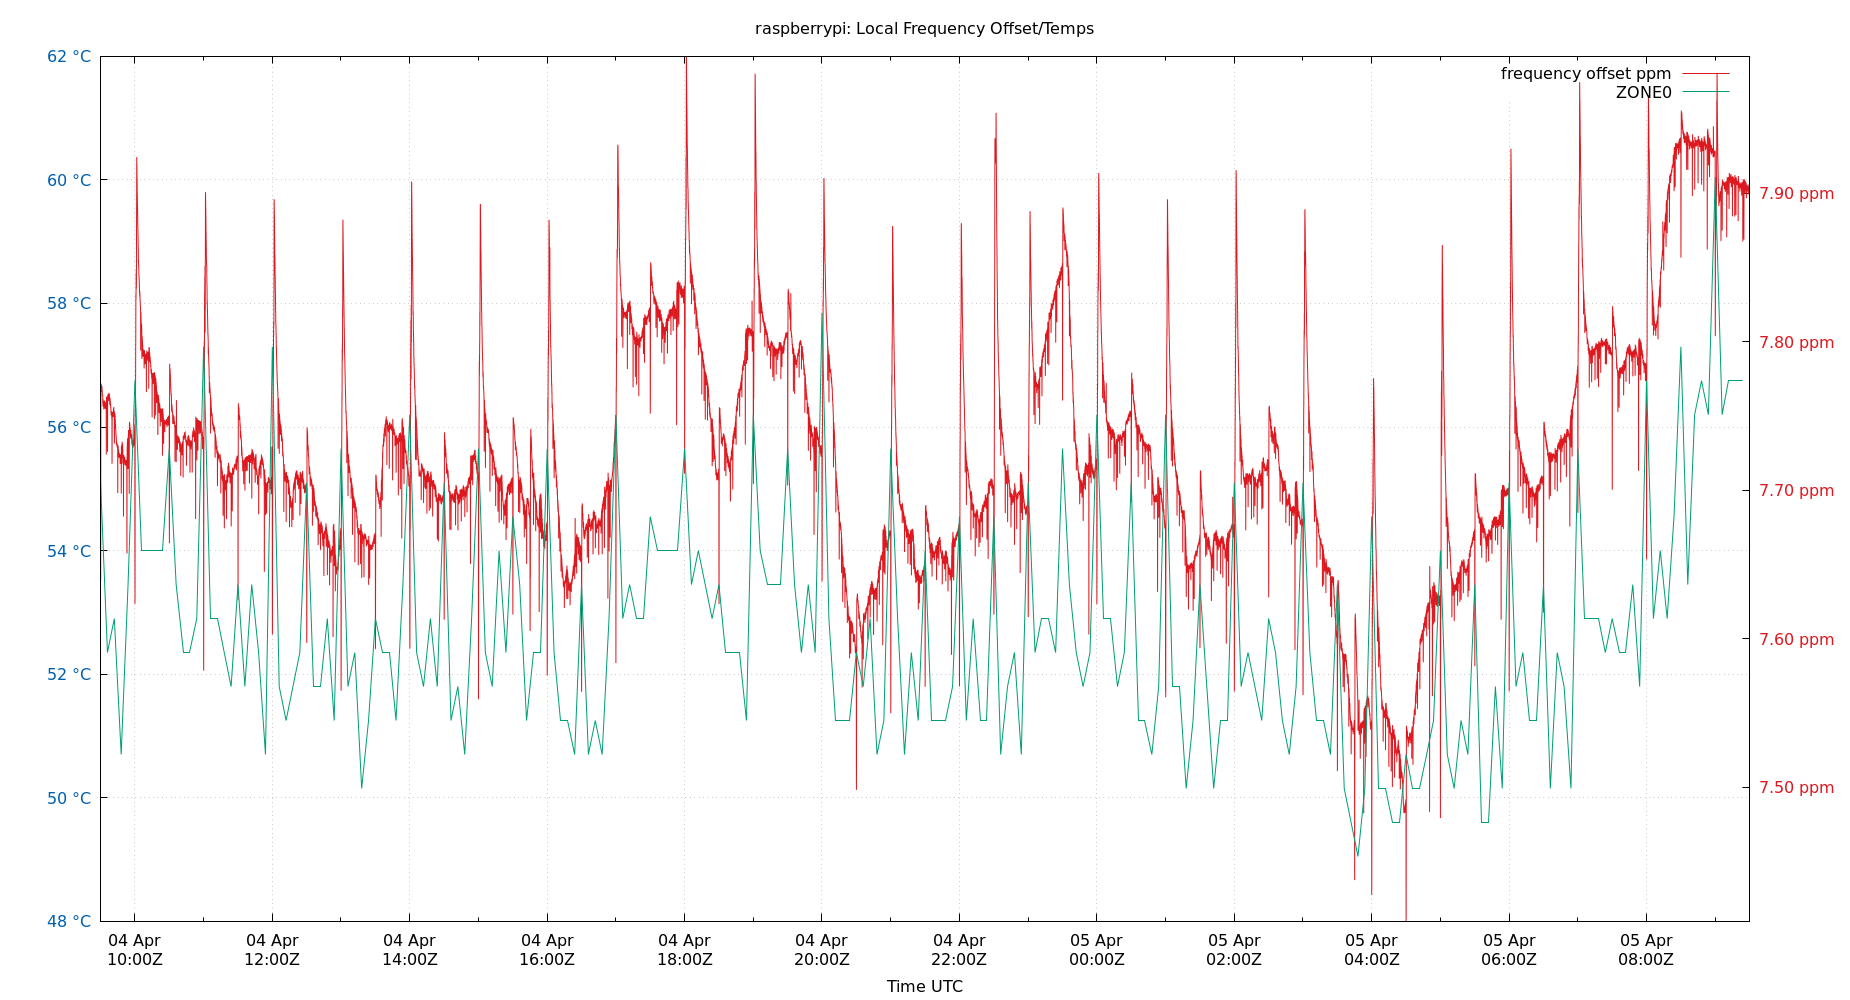 raspberrypi: Local Frequency Offset/Temps
frequency offset ppm
ZONE0
62 °C
60 °C
58 °C
56 °C
54 °C
52 °C
50 °C
48 °C
7.90 ppm
7.80 ppm
7.70 ppm
7.60 ppm
7.50 ppm
04 Apr 04 Apr 04 Apr 04 Apr 04 Apr 04 Apr 04 Apr 05 Apr 05 Apr 05 Apr 05 Apr 05 Apr
10:00Z 12:00Z 14:00Z 16:00Z 18:00Z 20:00Z 22:00Z 00:00Z 02:00Z 04:00Z 06:00Z 08:00Z
Time UTC